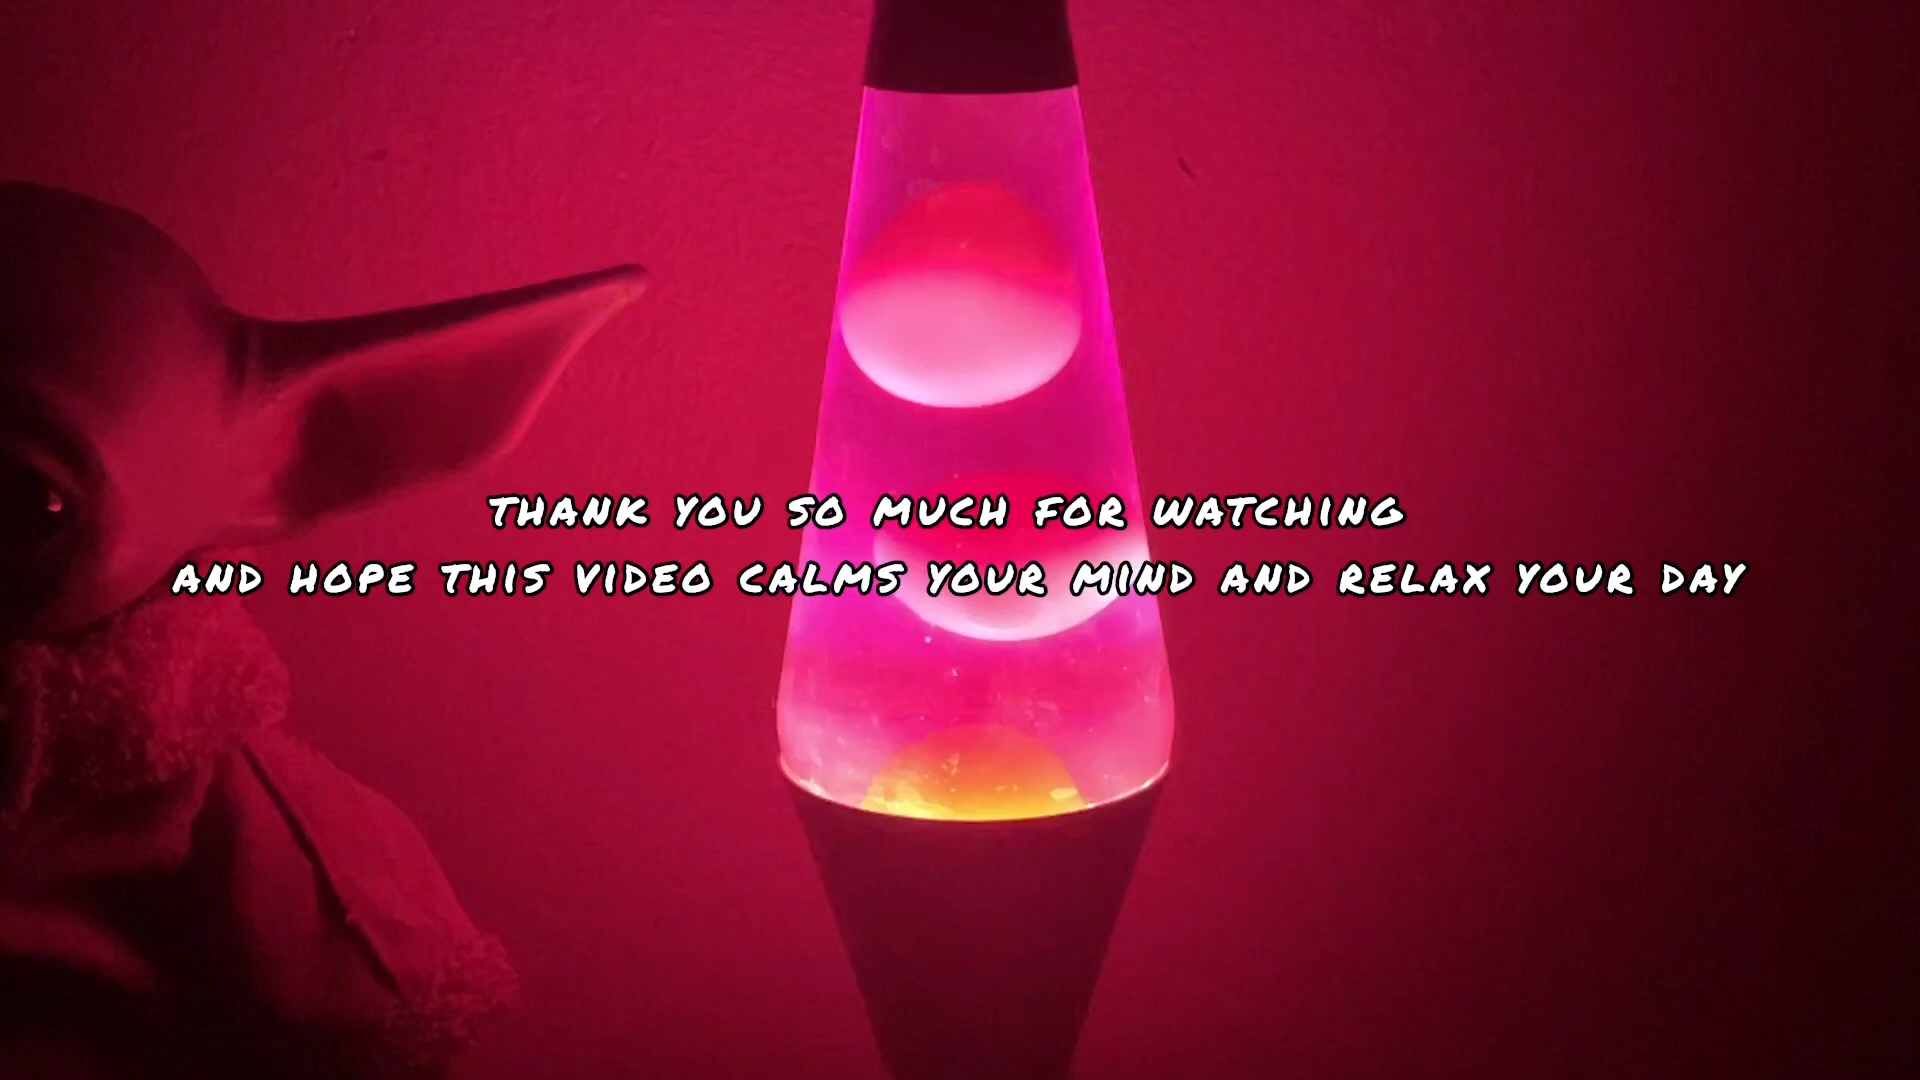 THANK YOU SO MUCH FOR WATCHING
AND HOPE THIS VIDEO CALMS YOUR MIND AND RELAX YOUR DAY